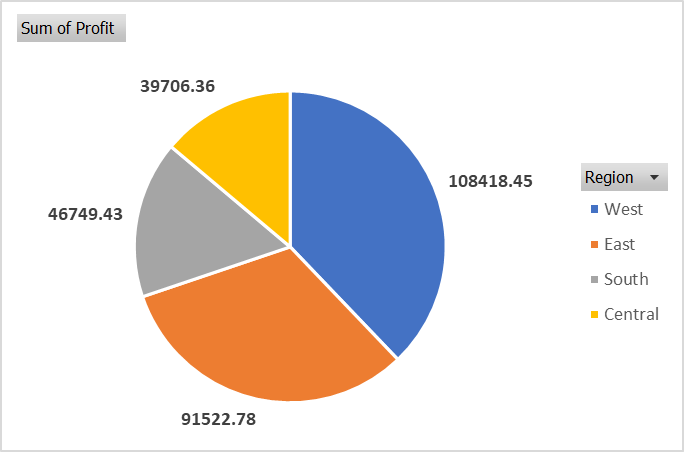 Sum of Profit
39706.36
108418.45
46749.43
91522.78
Region
West
East
South
Central